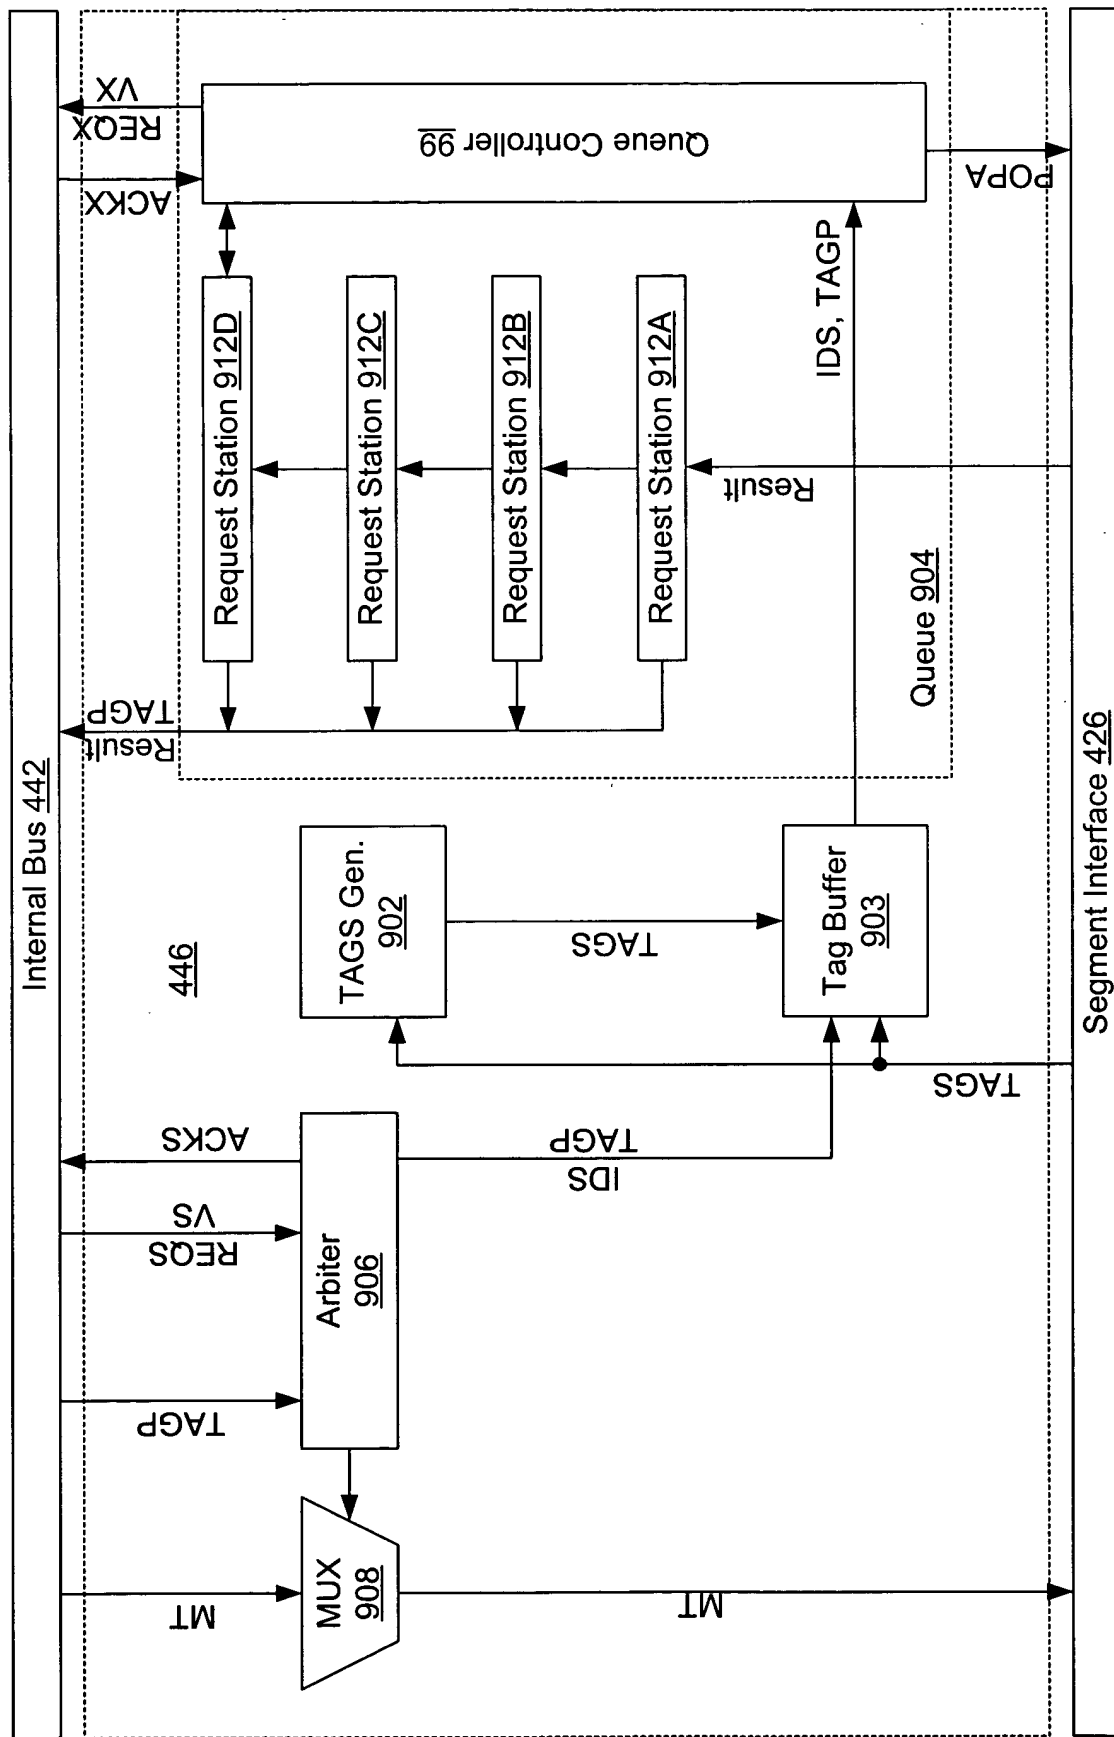 Internal Bus 442
MT
TAGP
REQS
VS
ACKS
446
Result
TAGP
ACKX
REQX
VX
MUX
908
Arbiter
906
TAGS Gen.
902
Request Station 912D
Request Station 912C
Request Station 912B
Request Station 912A
Queue Controller 99
IDS
TAGP
TAGS
Tag Buffer
903
Result
IDS, TAGP
Queue 904
MT
TAGS
POPA
Segment Interface 426